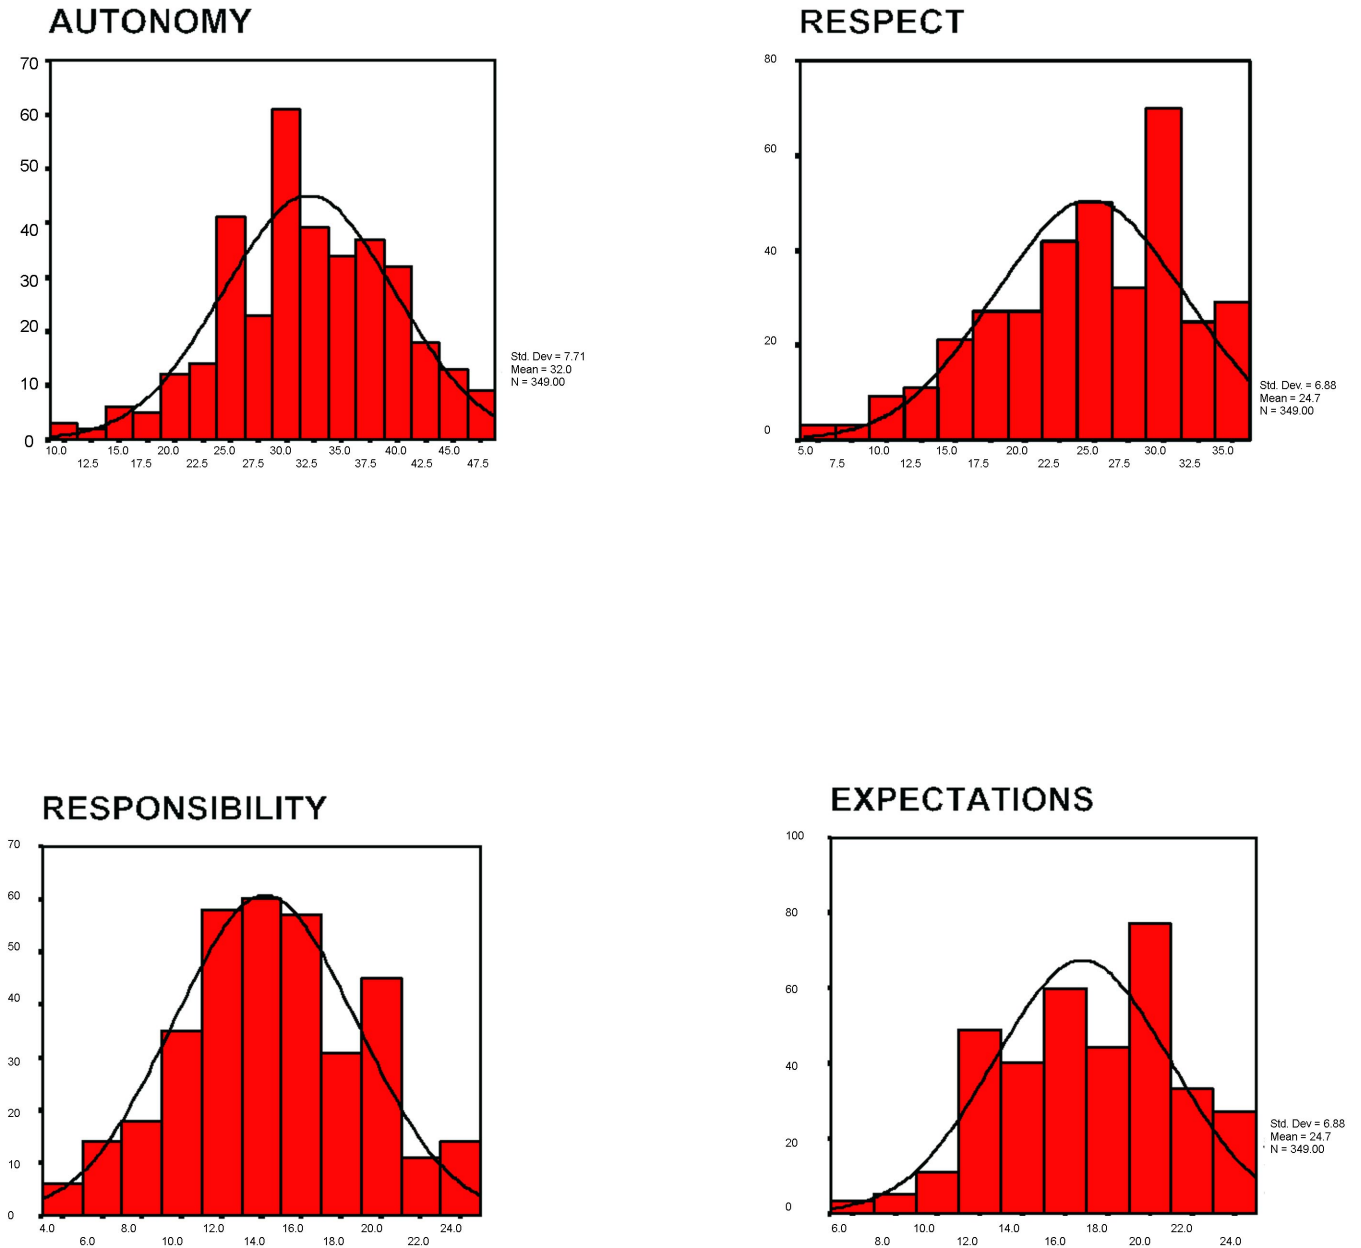 AUTONOMY
70
60
50
40
30
20
10
0
10.0 15.0 20.0 25.0 30.0 35.0 40.0 45.0
12.5 17.5 22.5 27.5 32.5 37.5 42.5 47.5
Std. Dev = 7.71
Mean = 32.0
N = 349.00
RESPECT
80
60
40
20
0
5.0 10.0 15.0 20.0 25.0 30.0 35.0
7.5 12.5 17.5 22.5 27.5 32.5
Std. Dev. = 6.88
Mean = 24.7
N = 349.00
RESPONSIBILITY
70
60
50
40
30
20
10
0
4.0 8.0 12.0 16.0 20.0 24.0
6.0 10.0 14.0 18.0 22.0
EXPECTATIONS
100
80
60
40
20
0
6.0 10.0 14.0 18.0 22.0
8.0 12.0 16.0 20.0 24.0
Std. Dev = 6.88
Mean = 24.7
N = 349.00